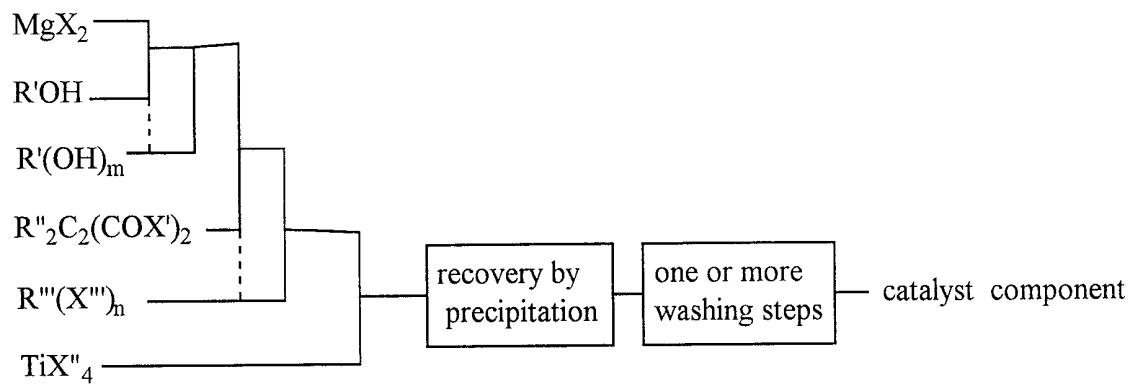 MgX₂
R'OH
R'(OH)ₘ
R"₂C₂(COX')₂
R'''(X''')ₙ
TiX"₄
recovery by
precipitation
one or more
washing steps
catalyst component